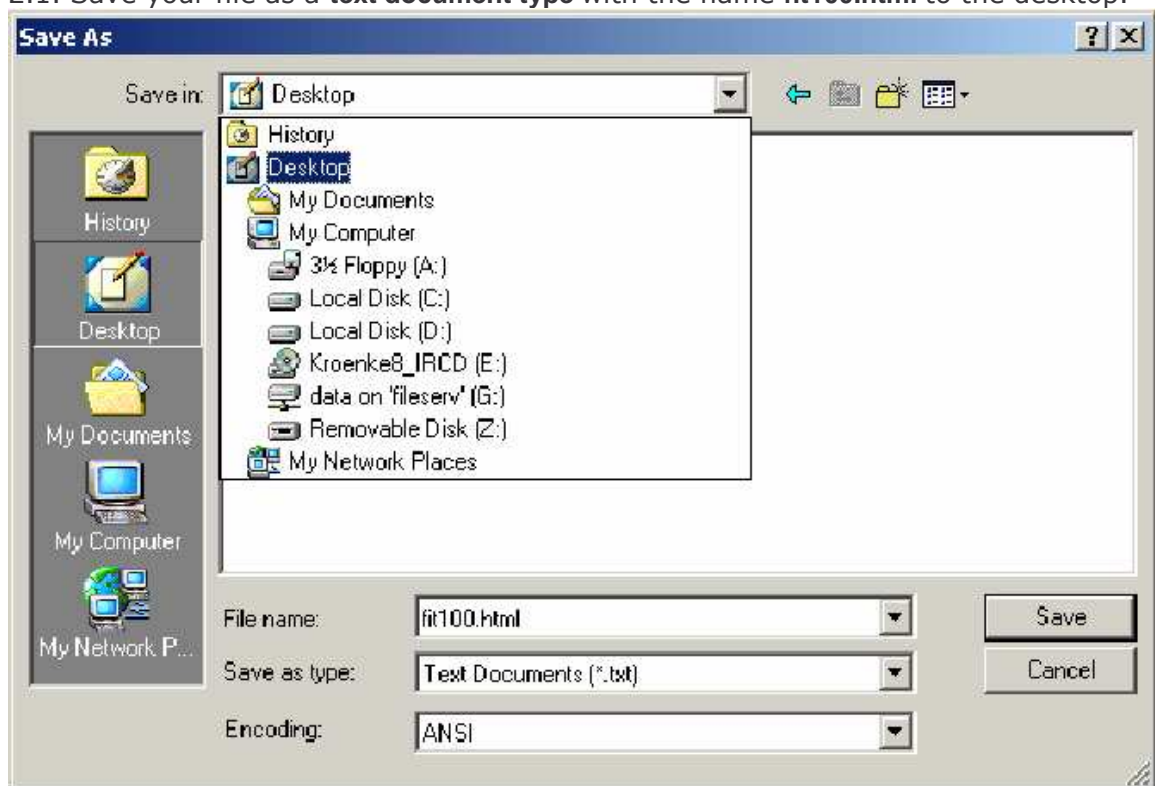 2.1. Save your file as a text document type with the name fit100.html to the desktop.
Save As
Save in:
Desktop
History
Desktop
My Documents
My Computer
3½ Floppy (A:)
Local Disk (C:)
Local Disk (D:)
Kroenke8_IRCD (E:)
data on 'fileserv' (G:)
Removable Disk (Z:)
My Network Places
History
Desktop
My Documents
My Computer
My Network P...
File name:
fit100.html
Save
Save as type:
Text Documents (*.txt)
Cancel
Encoding:
ANSI